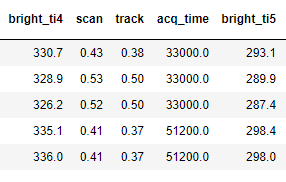 bright_ti4 scan track acq_time bright_ti5
330.7 0.43 0.38 33000.0 293.1
328.9 0.53 0.50 33000.0 289.9
326.2 0.52 0.50 33000.0 287.4
335.1 0.41 0.37 51200.0 298.4
336.0 0.41 0.37 51200.0 298.0